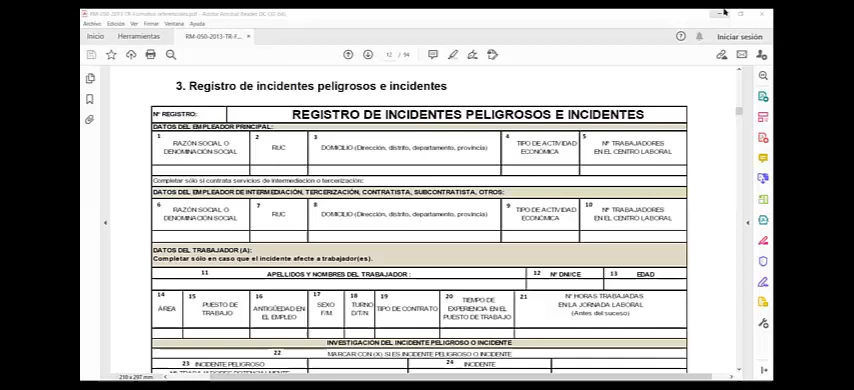 RM-050-2013-TR-Formatos_referenciales.pdf - Adobe Acrobat Reader DC (32-bit)
Archivo Edición Ver Firmar Ventana Ayuda
Inicio Herramientas RM-050-2013-TR-F... × Iniciar sesión
12 / 94
3. Registro de incidentes peligrosos e incidentes
Nº REGISTRO: REGISTRO DE INCIDENTES PELIGROSOS E INCIDENTES
DATOS DEL EMPLEADOR PRINCIPAL:
1 RAZÓN SOCIAL O DENOMINACIÓN SOCIAL 2 RUC 3 DOMICILIO (Dirección, distrito, departamento, provincia) 4 TIPO DE ACTIVIDAD ECONÓMICA 5 Nº TRABAJADORES EN EL CENTRO LABORAL
Completar sólo si contrata servicios de intermediación o tercerización:
DATOS DEL EMPLEADOR DE INTERMEDIACIÓN, TERCERIZACIÓN, CONTRATISTA, SUBCONTRATISTA, OTROS:
6 RAZÓN SOCIAL O DENOMINACIÓN SOCIAL 7 RUC 8 DOMICILIO (Dirección, distrito, departamento, provincia) 9 TIPO DE ACTIVIDAD ECONÓMICA 10 Nº TRABAJADORES EN EL CENTRO LABORAL
DATOS DEL TRABAJADOR (A):
Completar sólo en caso que el incidente afecte a trabajador(es).
11 APELLIDOS Y NOMBRES DEL TRABAJADOR : 12 Nº DNI/CE 13 EDAD
14 ÁREA 15 PUESTO DE TRABAJO 16 ANTIGÜEDAD EN EL EMPLEO 17 SEXO F/M 18 TURNO D/T/N 19 TIPO DE CONTRATO 20 TIEMPO DE EXPERIENCIA EN EL PUESTO DE TRABAJO 21 Nº HORAS TRABAJADAS EN LA JORNADA LABORAL (Antes del suceso)
INVESTIGACIÓN DEL INCIDENTE PELIGROSO O INCIDENTE
22 MARCAR CON (X) SI ES INCIDENTE PELIGROSO O INCIDENTE
23 INCIDENTE PELIGROSO 24 INCIDENTE
210 x 297 mm